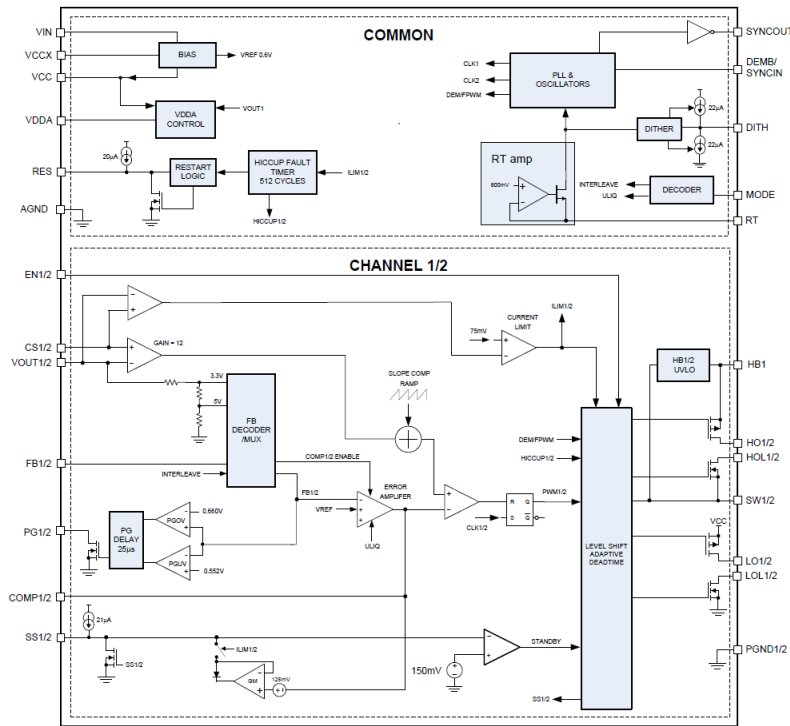 COMMON
VIN
VCCX
VCC
VDDA
RES
AGND
BIAS
VREF 0.6V
VDDA
CONTROL
VOUT1
20µA
RESTART
LOGIC
HICCUP FAULT
TIMER
512 CYCLES
ILIM1/2
HICCUP1/2
CLK1
CLK2
DEM/FPWM
PLL &
OSCILLATORS
SYNCOUT
DEMB/
SYNCIN
22µA
DITHER
DITH
22µA
RT amp
800mV
INTERLEAVE
ULIQ
DECODER
MODE
RT
CHANNEL 1/2
EN1/2
CS1/2
VOUT1/2
FB1/2
PG1/2
COMP1/2
SS1/2
-
+
+
-
GAIN = 12
75mV
+
-
CURRENT
LIMIT
ILIM1/2
3.3V
5V
FB
DECODER
/MUX
INTERLEAVE
SLOPE COMP
RAMP
COMP1/2 ENABLE
FB1/2
VREF
-
+
+
ERROR
AMPLIFER
ULIQ
+
-
R Q
S Q
CLK1/2
PWM1/2
DEM/FPWM
HICCUP1/2
LEVEL SHIFT
ADAPTIVE
DEADTIME
HB1/2
UVLO
HB1
HO1/2
HOL1/2
SW1/2
VCC
LO1/2
LOL1/2
PGND1/2
PG
DELAY
25µs
PGOV
-
+
0.660V
PGUV
+
-
0.552V
21µA
SS1/2
ILIM1/2
GM
-
+
125mV
+
150mV
+
-
-
+
STANDBY
SS1/2